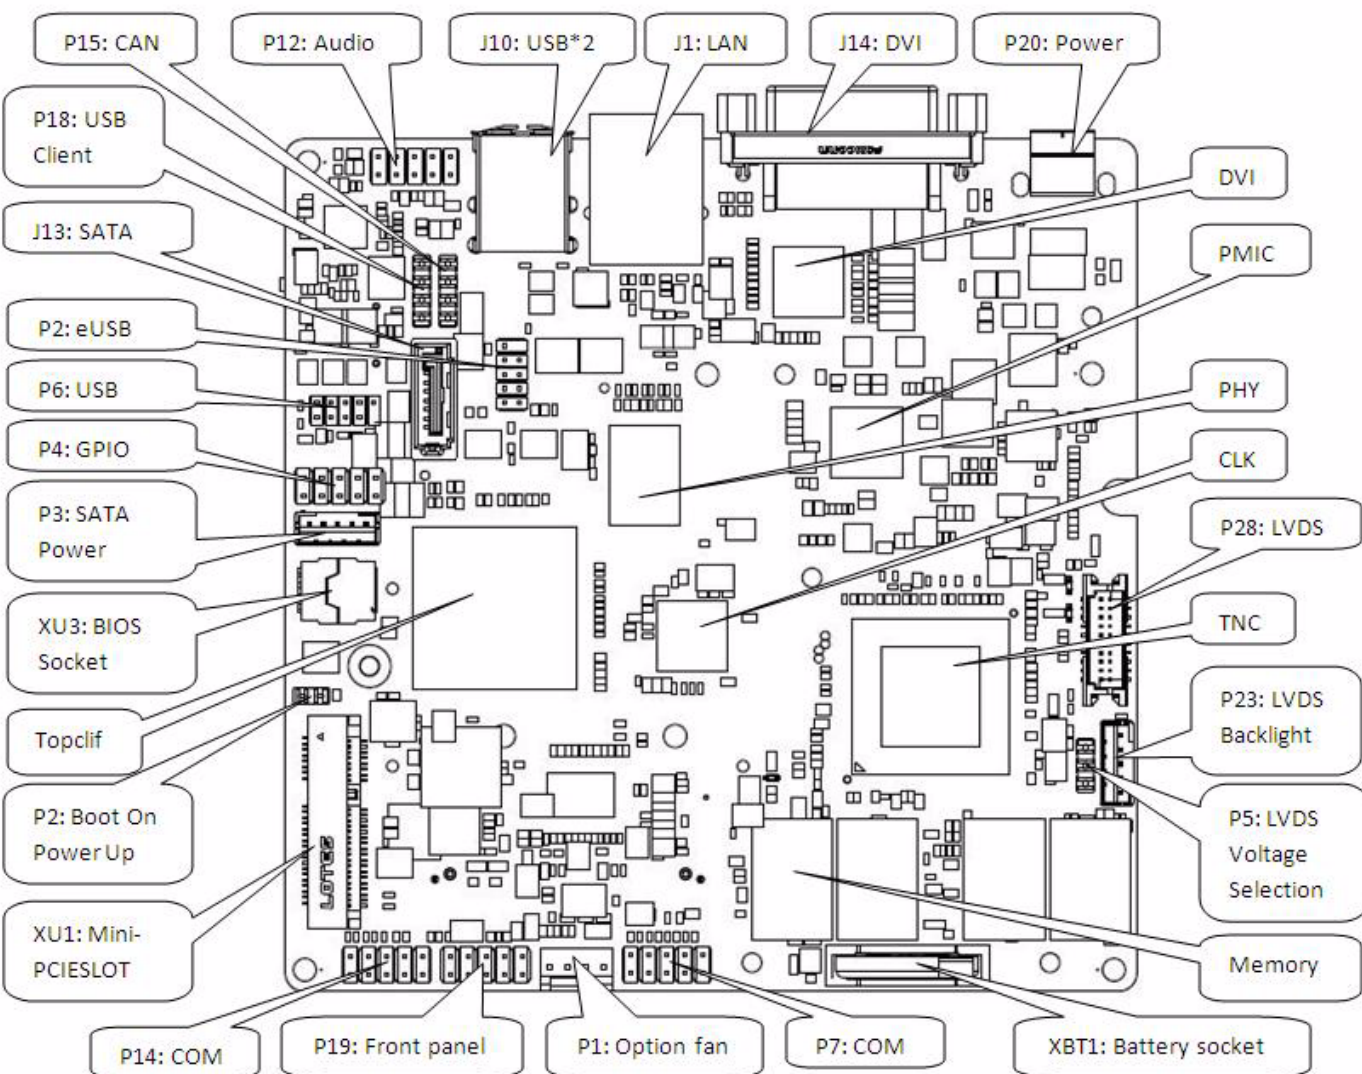 P15: CAN
P12: Audio
J10: USB*2
J1: LAN
J14: DVI
P20: Power
P18: USB
Client
DVI
J13: SATA
PMIC
P2: eUSB
P6: USB
PHY
P4: GPIO
CLK
P3: SATA
Power
P28: LVDS
XU3: BIOS
Socket
TNC
Topclif
P23: LVDS
Backlight
P2: Boot On
Power Up
P5: LVDS
Voltage
Selection
LOTES
XU1: Mini-
PCIESLOT
Memory
P14: COM
P19: Front panel
P1: Option fan
P7: COM
XBT1: Battery socket